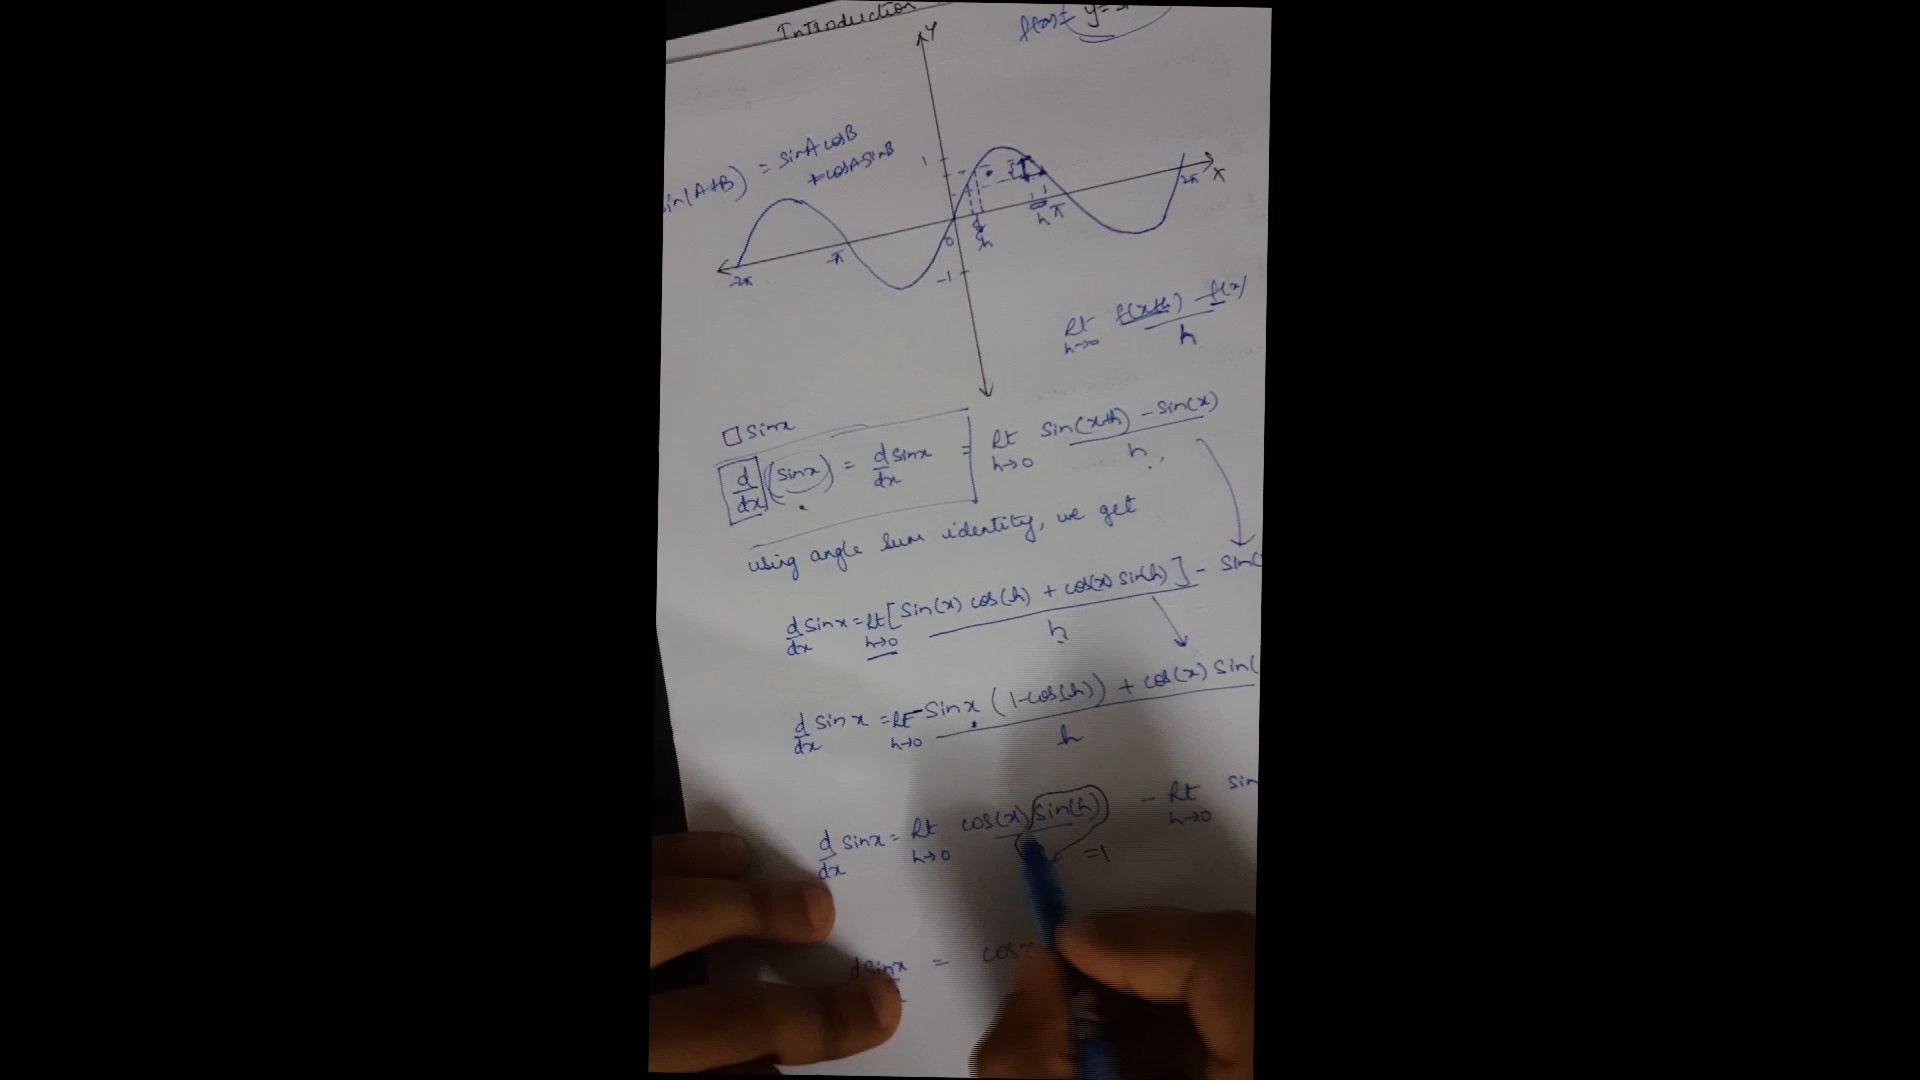 Introduction
f(x)= y=
Y
sin(A+B) = sinA cosB
+ cosA sinB
1
X
2π
π
h
h
0
-π
-2π
-1
lt f(x+h) - f(x)
h→0 h
□ sinx
d/dx (sinx) = d sinx/dx = lt sin(x+h) - sin(x)
h→0 h
using angle sum identity, we get
d/dx sinx = lt [sin(x) cos(h) + cos(x) sin(h)] - sin(
h→0 h
d/dx sinx = lt -sinx (1-cos(h)) + cos(x) sin(
h→0 h
d/dx sinx = lt cos(x) sin(h) - lt sin
h→0 =1 h→0
dsinx = cos